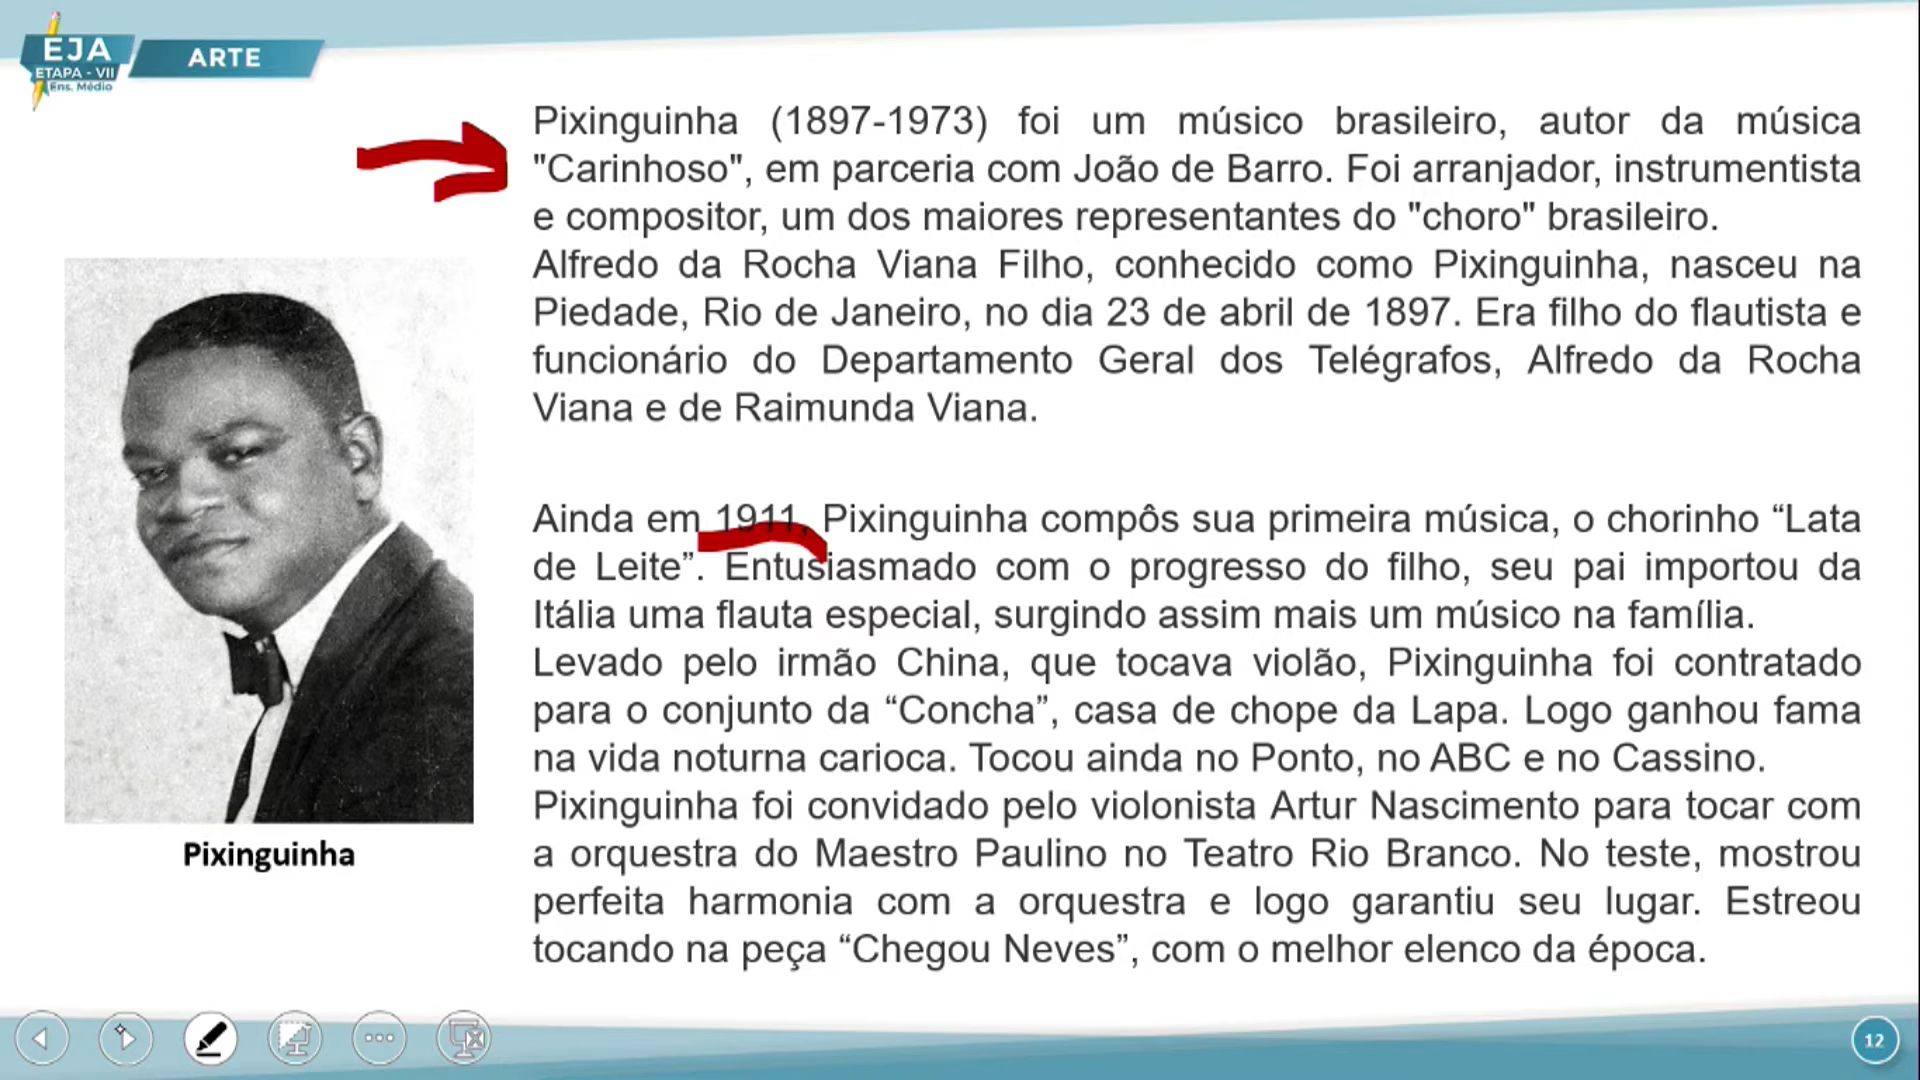 EJA
ETAPA - VII
Ens. Médio
ARTE
Pixinguinha (1897-1973) foi um músico brasileiro, autor da música
"Carinhoso", em parceria com João de Barro. Foi arranjador, instrumentista
e compositor, um dos maiores representantes do "choro" brasileiro.
Alfredo da Rocha Viana Filho, conhecido como Pixinguinha, nasceu na
Piedade, Rio de Janeiro, no dia 23 de abril de 1897. Era filho do flautista e
funcionário do Departamento Geral dos Telégrafos, Alfredo da Rocha
Viana e de Raimunda Viana.
Ainda em 1911, Pixinguinha compôs sua primeira música, o chorinho “Lata
de Leite”. Entusiasmado com o progresso do filho, seu pai importou da
Itália uma flauta especial, surgindo assim mais um músico na família.
Levado pelo irmão China, que tocava violão, Pixinguinha foi contratado
para o conjunto da “Concha”, casa de chope da Lapa. Logo ganhou fama
na vida noturna carioca. Tocou ainda no Ponto, no ABC e no Cassino.
Pixinguinha foi convidado pelo violonista Artur Nascimento para tocar com
a orquestra do Maestro Paulino no Teatro Rio Branco. No teste, mostrou
perfeita harmonia com a orquestra e logo garantiu seu lugar. Estreou
tocando na peça “Chegou Neves”, com o melhor elenco da época.
Pixinguinha
12